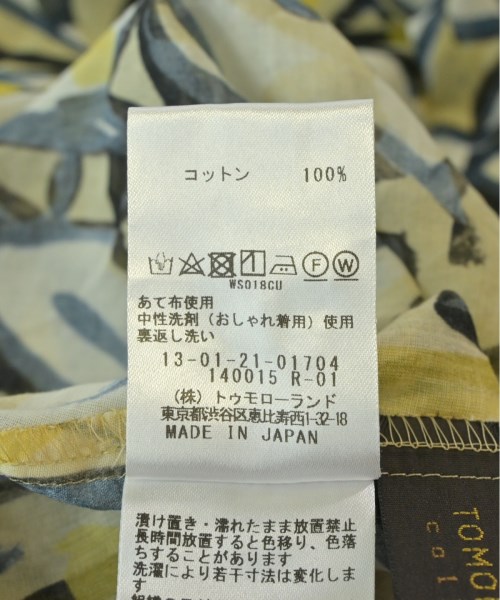 コットン 100%
WS018CU
あて布使用
中性洗剤（おしゃれ着用）使用
裏返し洗い
13-01-21-01704
140015 R-01
（株）トゥモローランド
東京都渋谷区恵比寿西1-32-18
MADE IN JAPAN
漬け置き・濡れたまま放置禁止
長時間放置すると色移り、色落
ちすることがあります
洗濯により若干寸法は変化しま
す
TOMO
col